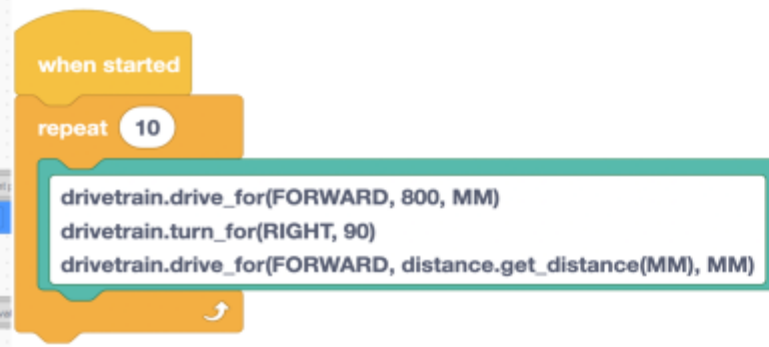 when started
repeat 10
drivetrain.drive_for(FORWARD, 800, MM)
drivetrain.turn_for(RIGHT, 90)
drivetrain.drive_for(FORWARD, distance.get_distance(MM), MM)